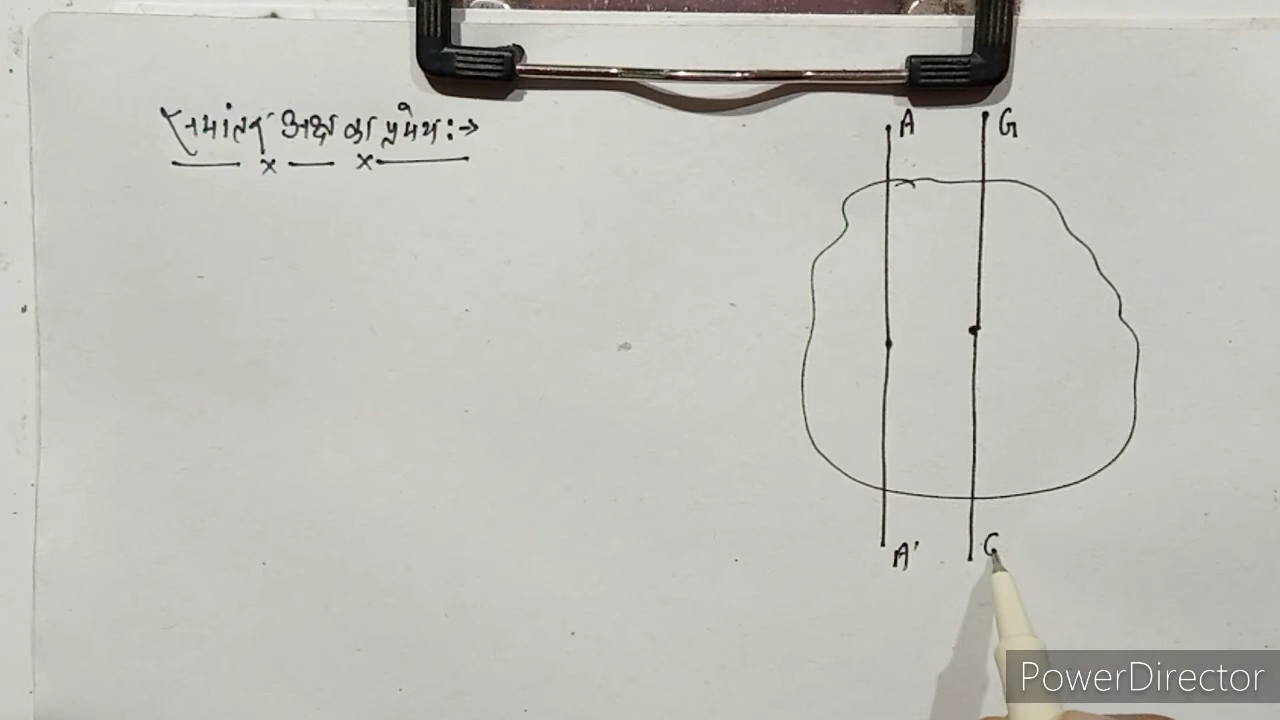 समांतर अक्ष का प्रमेय :→
A G
A' G
PowerDirector